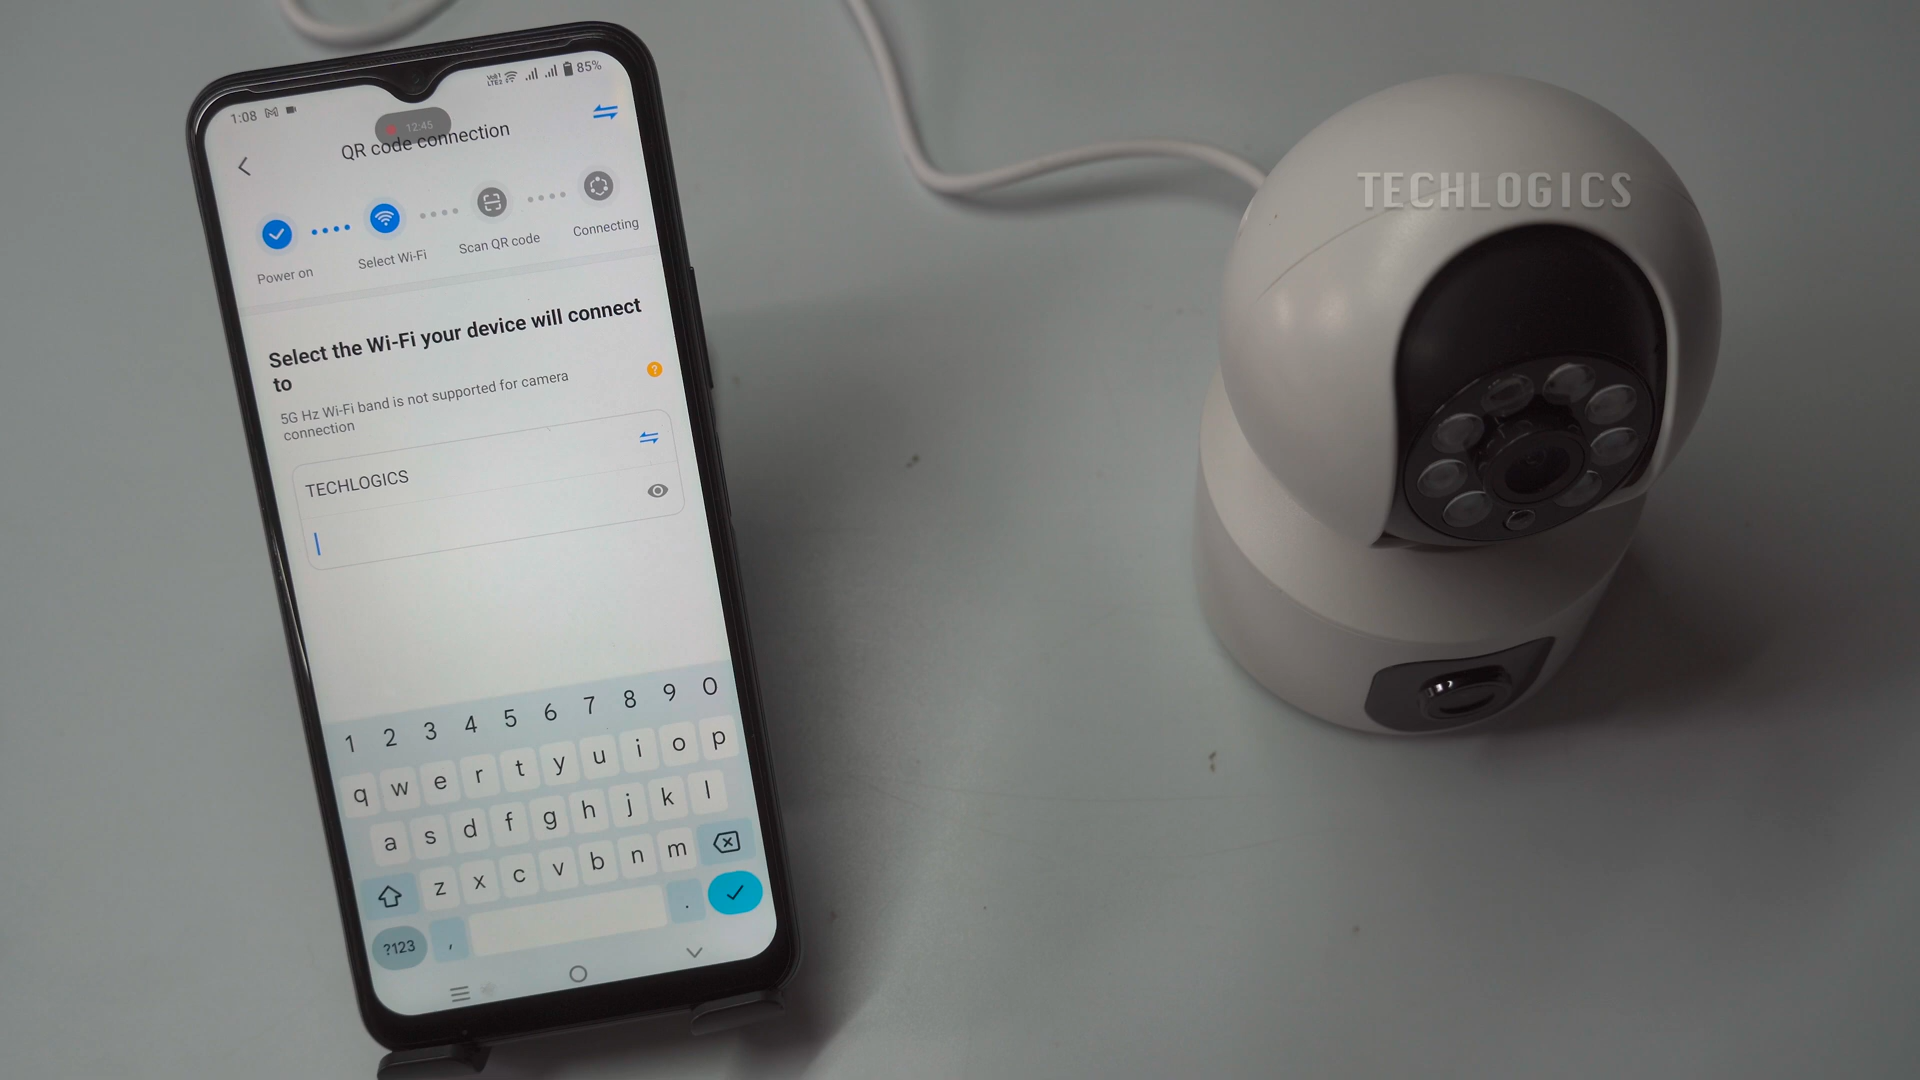 1:08
Vo1)
LTE2
85%
12:45
QR code connection
Power on
Select Wi-Fi
Scan QR code
Connecting
Select the Wi-Fi your device will connect
to
5G Hz Wi-Fi band is not supported for camera
connection
TECHLOGICS
1 2 3 4 5 6 7 8 9 0
q w e r t y u i o p
a s d f g h j k l
z x c v b n m
?123 , .
TECHLOGICS